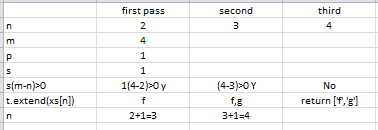 first pass second third
n 2 3 4
m 4
p 1
s 1
s(m-n)>0 1(4-2)>0 y (4-3)>0 Y No
t.extend(xs[n]) f f,g return ['f','g']
n 2+1=3 3+1=4